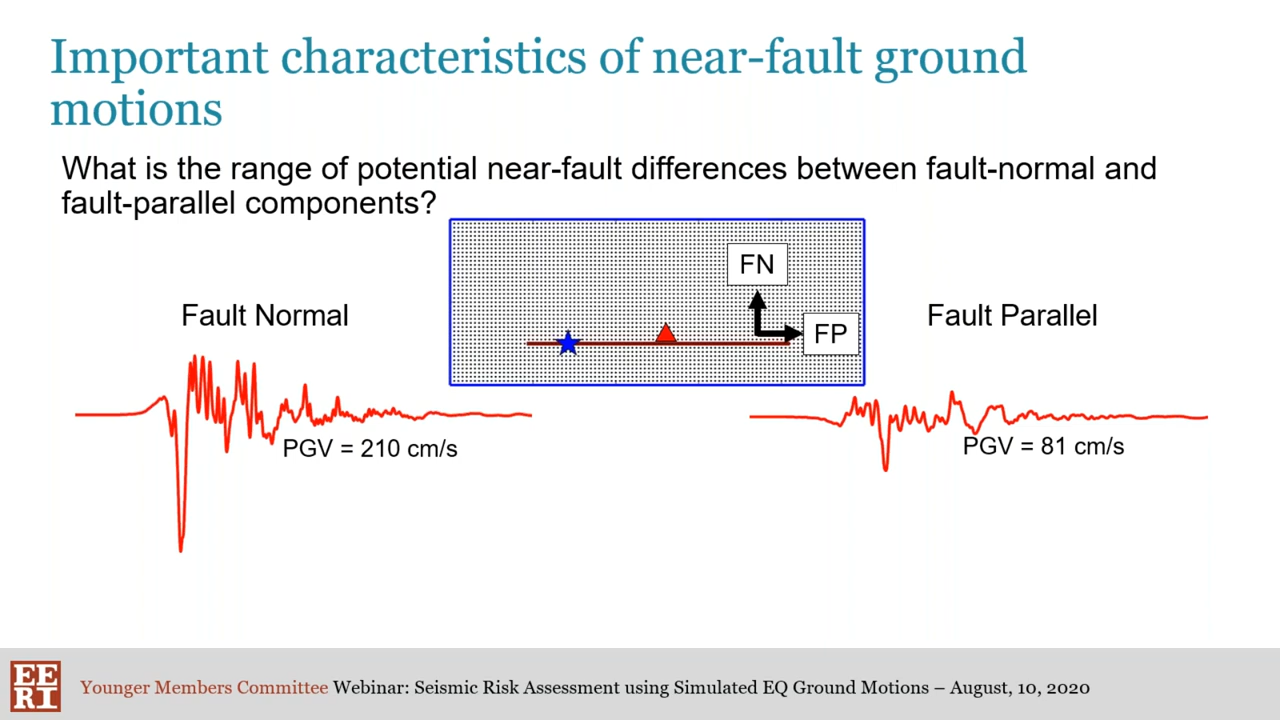 Important characteristics of near-fault ground
motions
What is the range of potential near-fault differences between fault-normal and
fault-parallel components?
FN
FP
Fault Normal
Fault Parallel
PGV = 210 cm/s
PGV = 81 cm/s
EE
RI
Younger Members Committee Webinar: Seismic Risk Assessment using Simulated EQ Ground Motions – August, 10, 2020